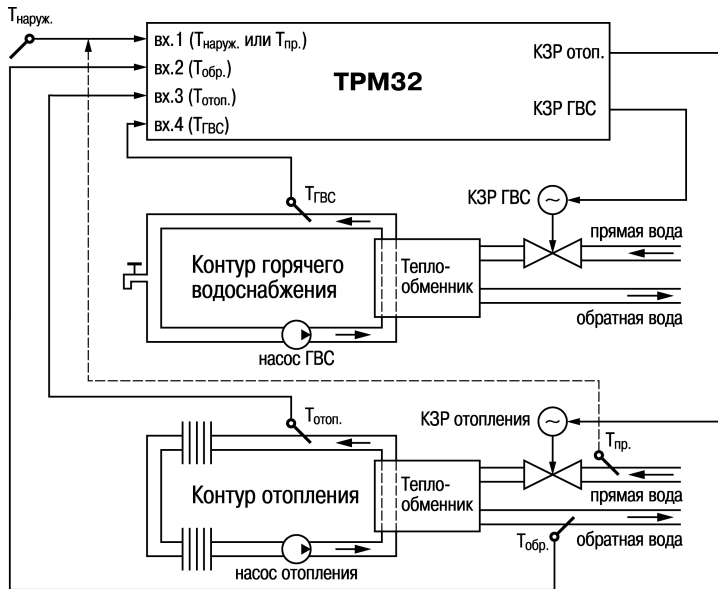 Tнаруж.
вх.1 (Tнаруж. или Tпр.)
вх.2 (Tобр.)
вх.3 (Tотоп.)
вх.4 (TГВС)
ТРМ32
КЗР отоп.
КЗР ГВС
TГВС
КЗР ГВС
~
прямая вода
Контур горячего
водоснабжения
Тепло-
обменник
обратная вода
насос ГВС
Tотоп.
КЗР отопления
~
Tпр.
Контур отопления
Тепло-
обменник
прямая вода
Tобр.
обратная вода
насос отопления